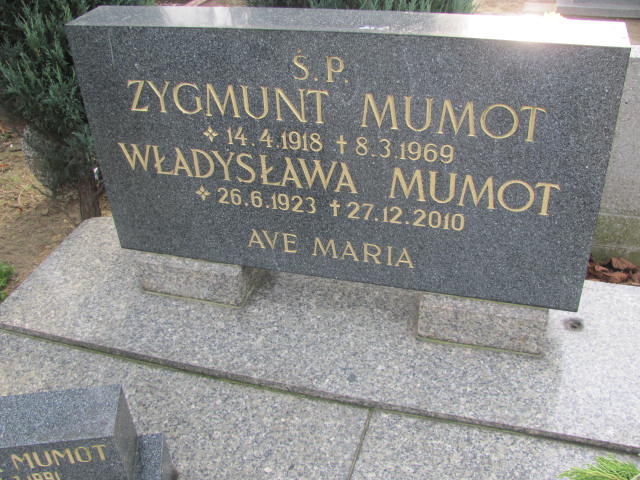 Ś.P.
ZYGMUNT MUMOT
14.4.1918 † 8.3.1969
WŁADYSŁAWA MUMOT
26.6.1923 † 27.12.2010
AVE MARIA
MUMOT